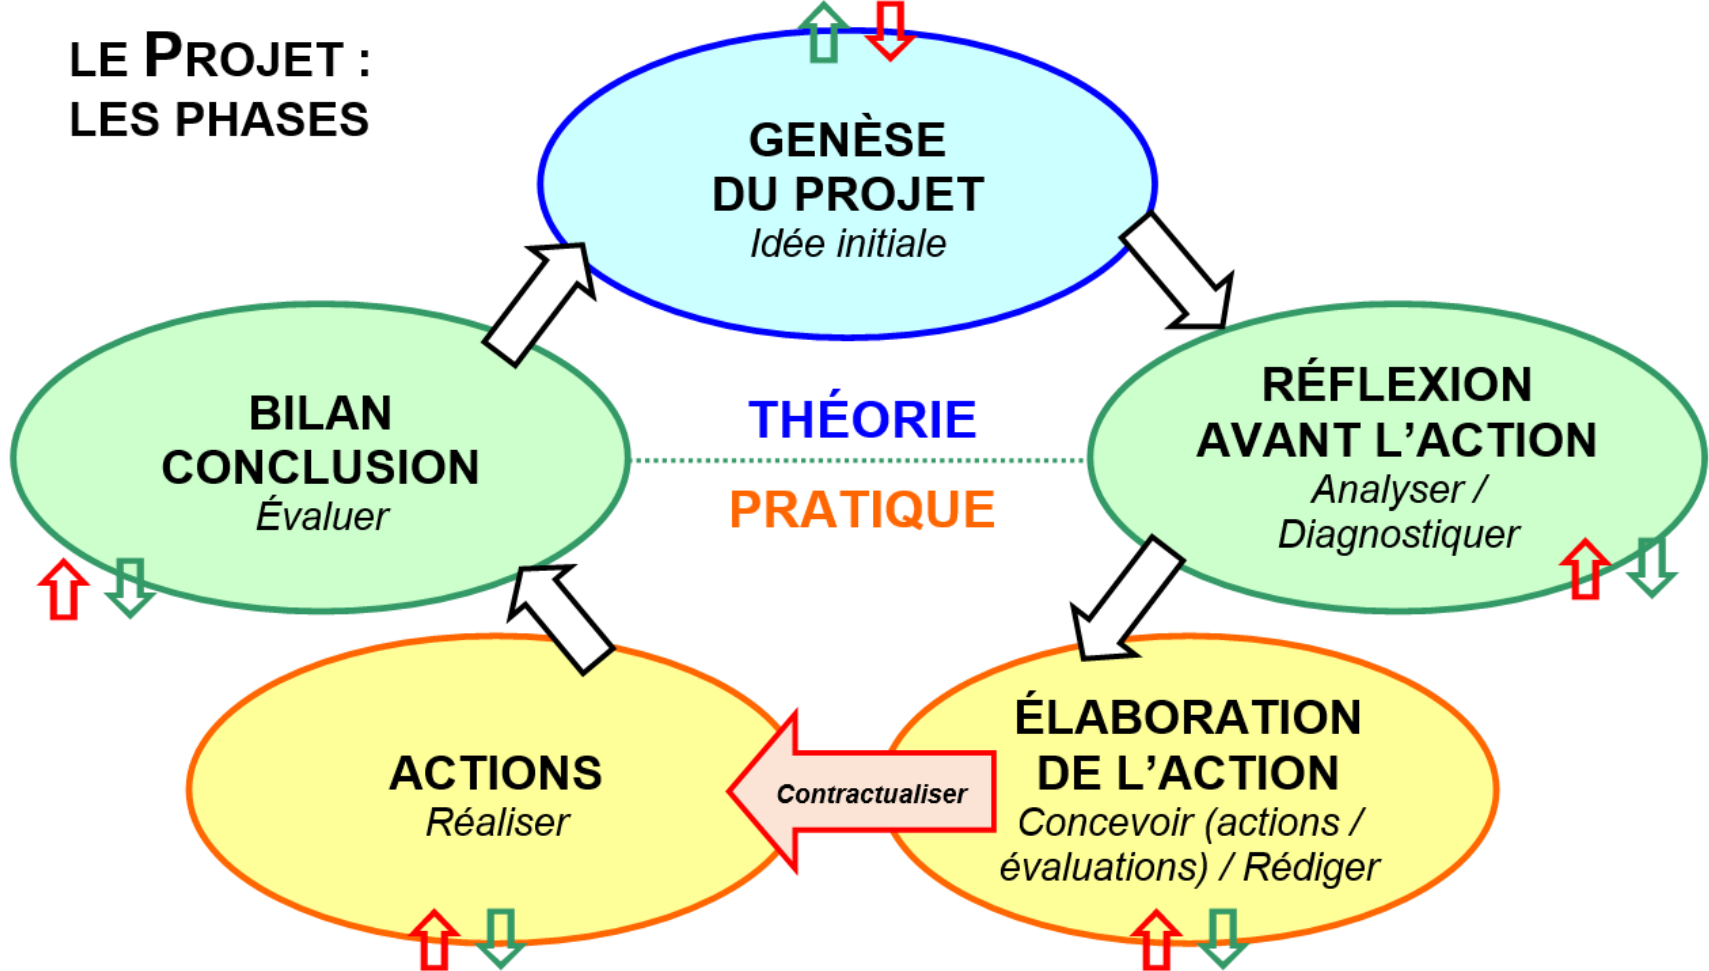 LE PROJET :
LES PHASES
GENÈSE
DU PROJET
Idée initiale
RÉFLEXION
AVANT L’ACTION
Analyser /
Diagnostiquer
BILAN
CONCLUSION
Évaluer
THÉORIE
PRATIQUE
ÉLABORATION
DE L’ACTION
Concevoir (actions /
évaluations) / Rédiger
Contractualiser
ACTIONS
Réaliser